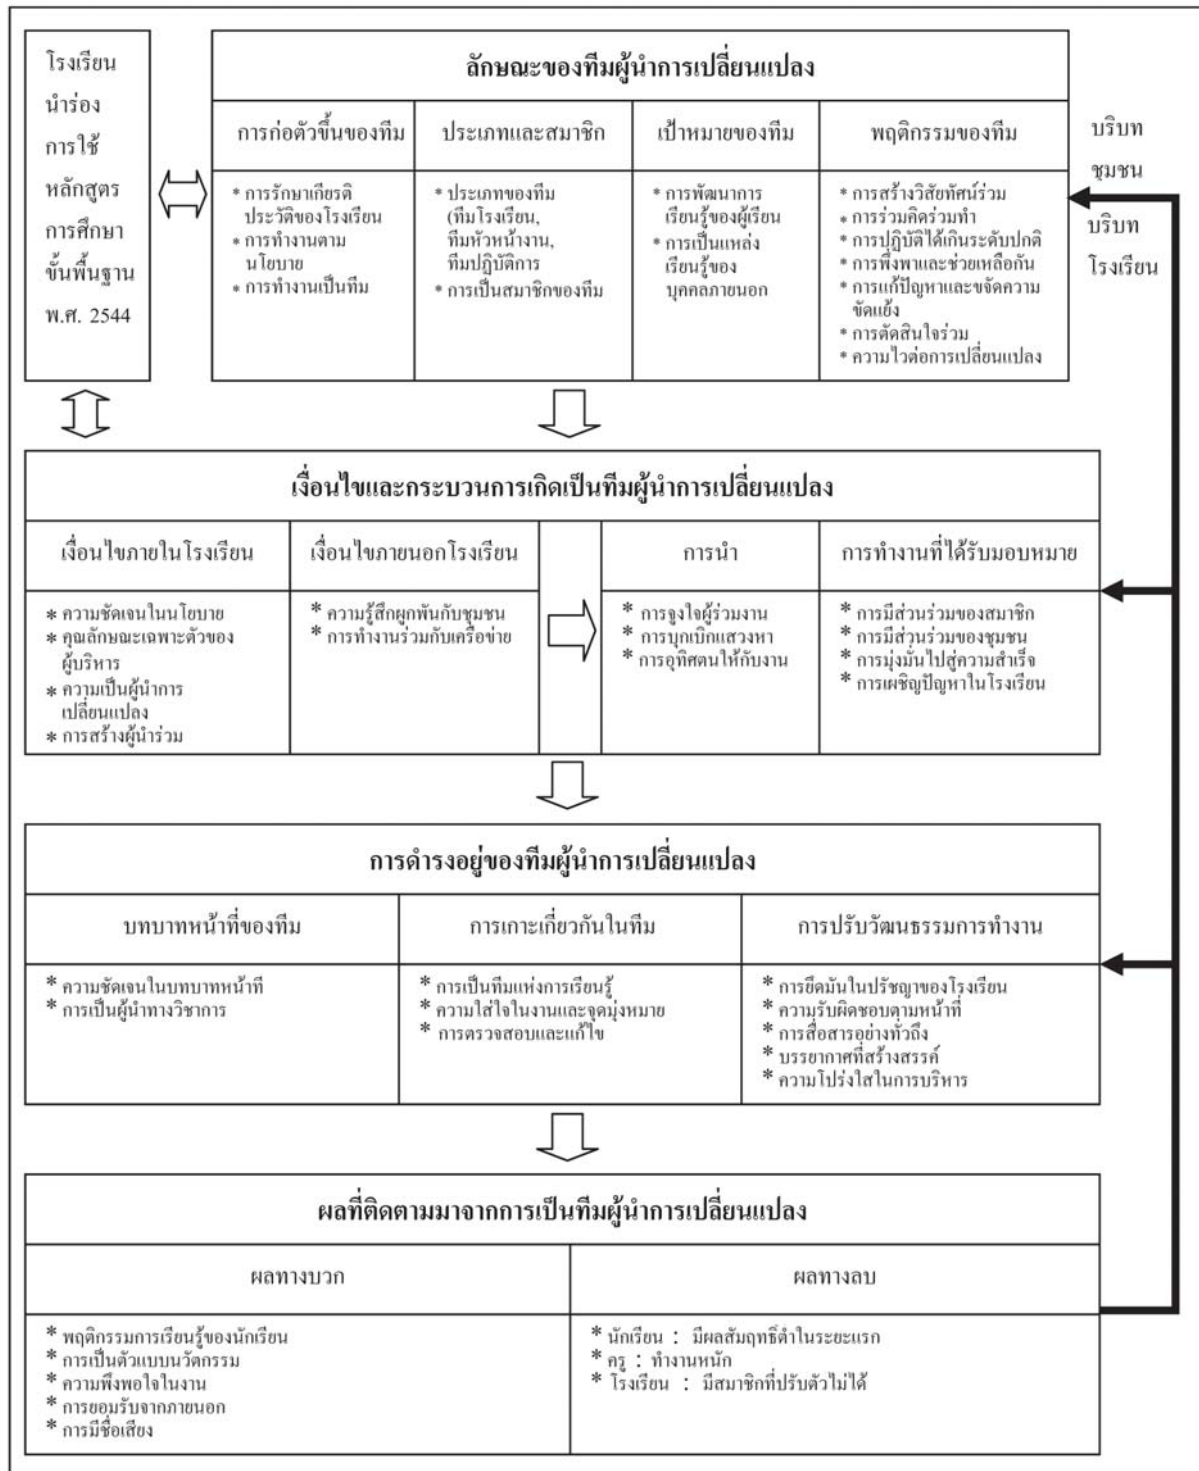 โรงเรียน
นำร่อง
การใช้
หลักสูตร
การศึกษา
ขั้นพื้นฐาน
พ.ศ. 2544
ลักษณะของทีมผู้นำการเปลี่ยนแปลง
การก่อตัวขึ้นของทีม
* การรักษาเกียรติ
ประวัติของโรงเรียน
* การทำงานตาม
นโยบาย
* การทำงานเป็นทีม
ประเภทและสมาชิก
* ประเภทของทีม
(ทีมโรงเรียน,
ทีมหัวหน้างาน,
ทีมปฏิบัติการ
* การเป็นสมาชิกของทีม
เป้าหมายของทีม
* การพัฒนาการ
เรียนรู้ของผู้เรียน
* การเป็นแหล่ง
เรียนรู้ของ
บุคคลภายนอก
พฤติกรรมของทีม
* การสร้างวิสัยทัศน์ร่วม
* การร่วมคิดร่วมทำ
* การปฏิบัติได้เกินระดับปกติ
* การพึ่งพาและช่วยเหลือกัน
* การแก้ปัญหาและขจัดความ
ขัดแย้ง
* การตัดสินใจร่วม
* ความไวต่อการเปลี่ยนแปลง
บริบท
ชุมชน
บริบท
โรงเรียน
เงื่อนไขและกระบวนการเกิดเป็นทีมผู้นำการเปลี่ยนแปลง
เงื่อนไขภายในโรงเรียน
* ความชัดเจนในนโยบาย
* คุณลักษณะเฉพาะตัวของ
ผู้บริหาร
* ความเป็นผู้นำการ
เปลี่ยนแปลง
* การสร้างผู้นำร่วม
เงื่อนไขภายนอกโรงเรียน
* ความรู้สึกผูกพันกับชุมชน
* การทำงานร่วมกับเครือข่าย
การนำ
* การจูงใจผู้ร่วมงาน
* การบุกเบิกแสวงหา
* การอุทิศตนให้กับงาน
การทำงานที่ได้รับมอบหมาย
* การมีส่วนร่วมของสมาชิก
* การมีส่วนร่วมของชุมชน
* การมุ่งมั่นไปสู่ความสำเร็จ
* การเผชิญปัญหาในโรงเรียน
การดำรงอยู่ของทีมผู้นำการเปลี่ยนแปลง
บทบาทหน้าที่ของทีม
* ความชัดเจนในบทบาทหน้าที่
* การเป็นผู้นำทางวิชาการ
การเกาะเกี่ยวกันในทีม
* การเป็นทีมแห่งการเรียนรู้
* ความใส่ใจในงานและจุดมุ่งหมาย
* การตรวจสอบและแก้ไข
การปรับวัฒนธรรมการทำงาน
* การยึดมั่นในปรัชญาของโรงเรียน
* ความรับผิดชอบตามหน้าที่
* การสื่อสารอย่างทั่วถึง
* บรรยากาศที่สร้างสรรค์
* ความโปร่งใสในการบริหาร
ผลที่ติดตามมาจากการเป็นทีมผู้นำการเปลี่ยนแปลง
ผลทางบวก
* พฤติกรรมการเรียนรู้ของนักเรียน
* การเป็นตัวแบบนวัตกรรม
* ความพึงพอใจในงาน
* การยอมรับจากภายนอก
* การมีชื่อเสียง
ผลทางลบ
* นักเรียน : มีผลสัมฤทธิ์ต่ำในระยะแรก
* ครู : ทำงานหนัก
* โรงเรียน : มีสมาชิกที่ปรับตัวไม่ได้